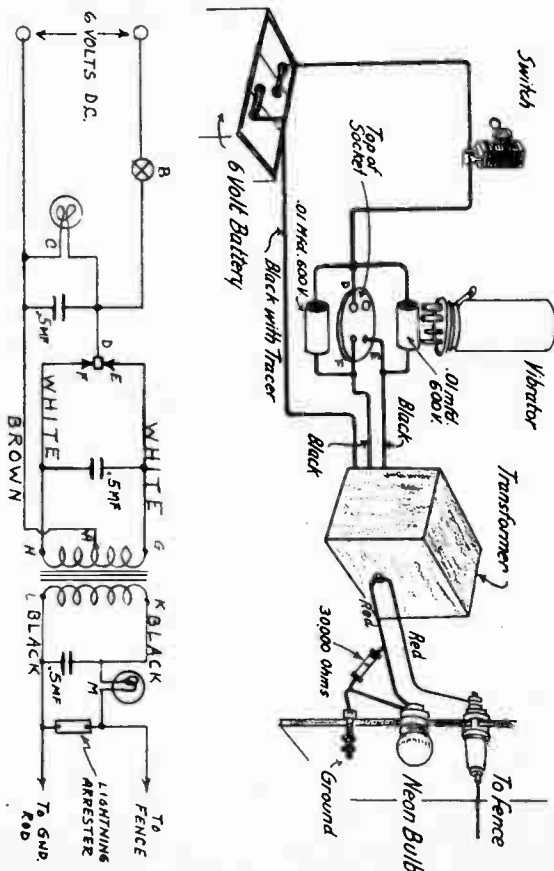 Switch
Vibrator
Transformer
Top of
Socket
.01 Mfd. 600 V.
.01 mfd.
600 V.
D
E
F
6 Volt Battery
Black with Tracer
Black
Black
Red
Red
30,000 Ohms
Ground
Neon Bulb
To Fence
6 VOLTS D.C.
B
C
.5MF
D
E
F
WHITE
WHITE
BROWN
.5MF
M
G
H
K
L
BLACK
BLACK
.5MF
M
LIGHTNING
ARRESTER
TO
FENCE
TO GND.
ROD